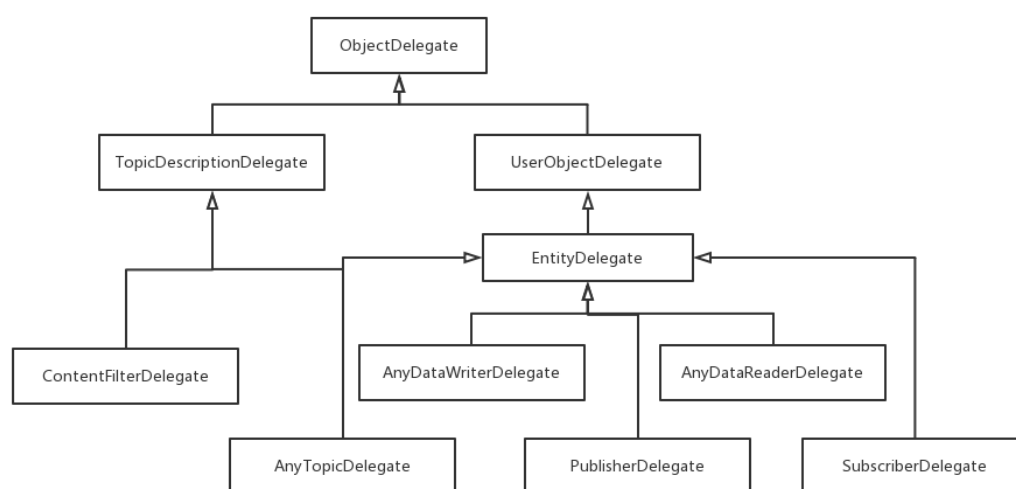 ObjectDelegate
TopicDescriptionDelegate
UserObjectDelegate
EntityDelegate
ContentFilterDelegate
AnyDataWriterDelegate
AnyDataReaderDelegate
AnyTopicDelegate
PublisherDelegate
SubscriberDelegate